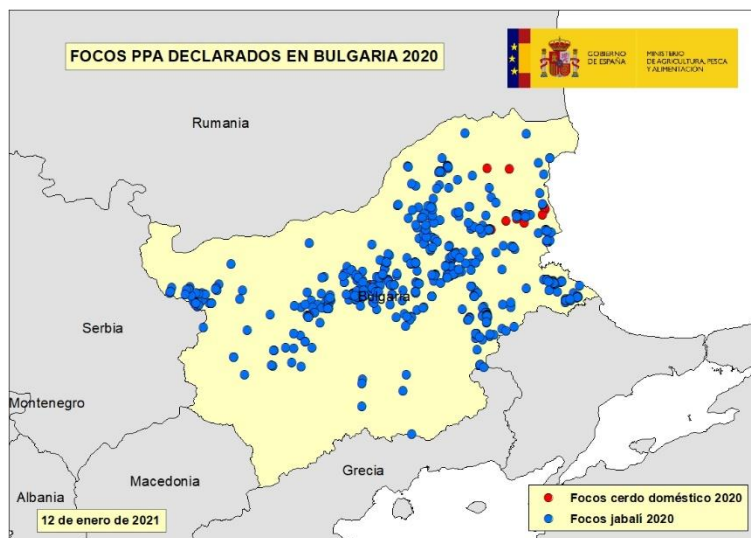 FOCOS PPA DECLARADOS EN BULGARIA 2020
GOBIERNO
DE ESPAÑA
MINISTERIO
DE AGRICULTURA, PESCA
Y ALIMENTACIÓN
Rumania
Bulgaria
Serbia
Montenegro
Macedonia
Grecia
Albania
12 de enero de 2021
Focos cerdo doméstico 2020
Focos jabalí 2020